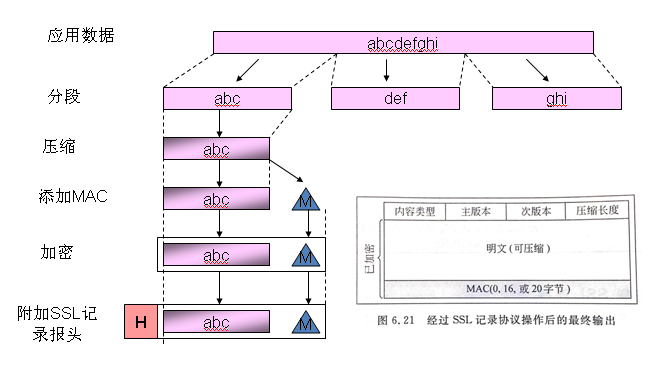 应用数据
abcdefghi
分段
abc
def
ghi
压缩
abc
添加MAC
abc
M
加密
abc
M
附加SSL记
录报头
H
abc
M
内容类型 主版本 次版本 压缩长度
已加密
明文(可压缩)
MAC(0, 16, 或 20 字节)
图 6.21 经过 SSL 记录协议操作后的最终输出